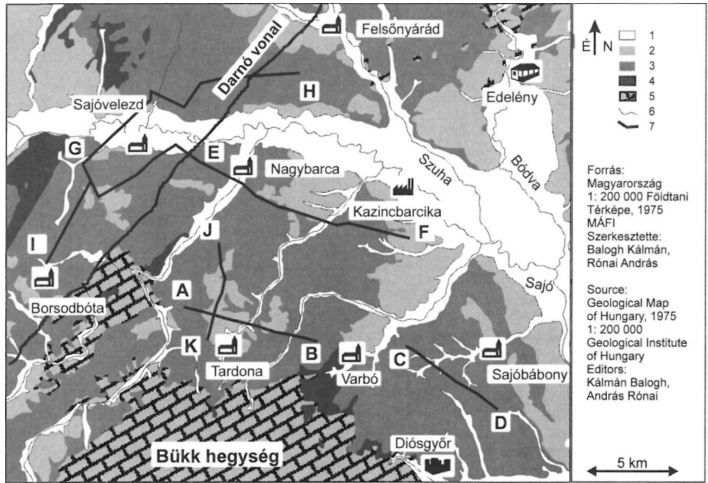 Felsőnyárád
Darnó vonal
Edelény
H
Sajóvelezd
G
E
Nagybarca
Szuha
Bódva
Kazincbarcika
J
F
I
A
Sajó
Borsodbóta
K
B
C
Tardona
Varbó
Sajóbábony
D
Diósgyőr
Bükk hegység
É N
1
2
3
4
5
6
7
Forrás:
Magyarország
1: 200 000 Földtani
Térképe, 1975
MÁFI
Szerkesztette:
Balogh Kálmán,
Rónai András
Source:
Geological Map
of Hungary, 1975
1: 200 000
Geological Institute
of Hungary
Editors:
Kálmán Balogh,
András Rónai
5 km